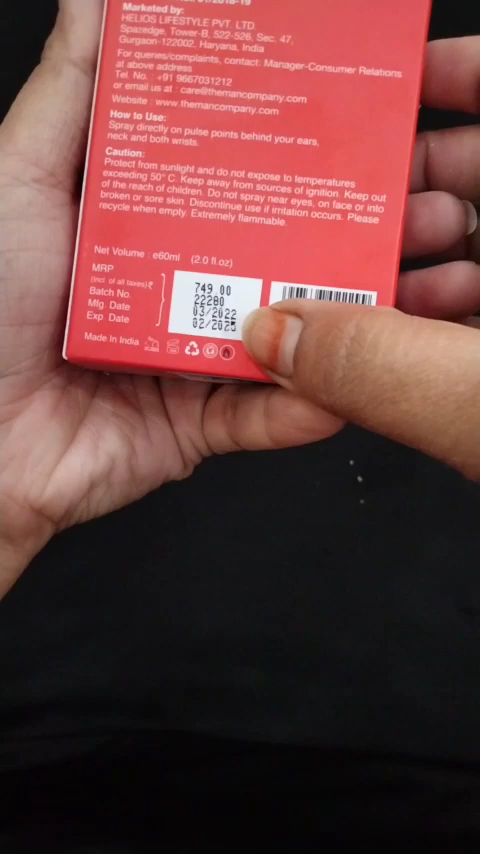 Marketed by:
HELIOS LIFESTYLE PVT. LTD.
Spazedge, Tower-B, 522-526, Sec. 47,
Gurgaon-122002, Haryana, India
For queries/complaints, contact: Manager-Consumer Relations
at above address
Tel. No. : +91 9667031212
or email us at : care@themancompany.com
Website : www.themancompany.com
How to Use:
Spray directly on pulse points behind your ears,
neck and both wrists.
Caution:
Protect from sunlight and do not expose to temperatures
exceeding 50° C. Keep away from sources of ignition. Keep out
of the reach of children. Do not spray near eyes, on face or into
broken or sore skin. Discontinue use if irritation occurs. Please
recycle when empty. Extremely flammable.
Net Volume : e60ml (2.0 fl.oz)
MRP
(Incl. of all taxes) ₹ 749.00
Batch No. 22280
Mfg. Date 03/2022
Exp. Date 02/202
Made In India